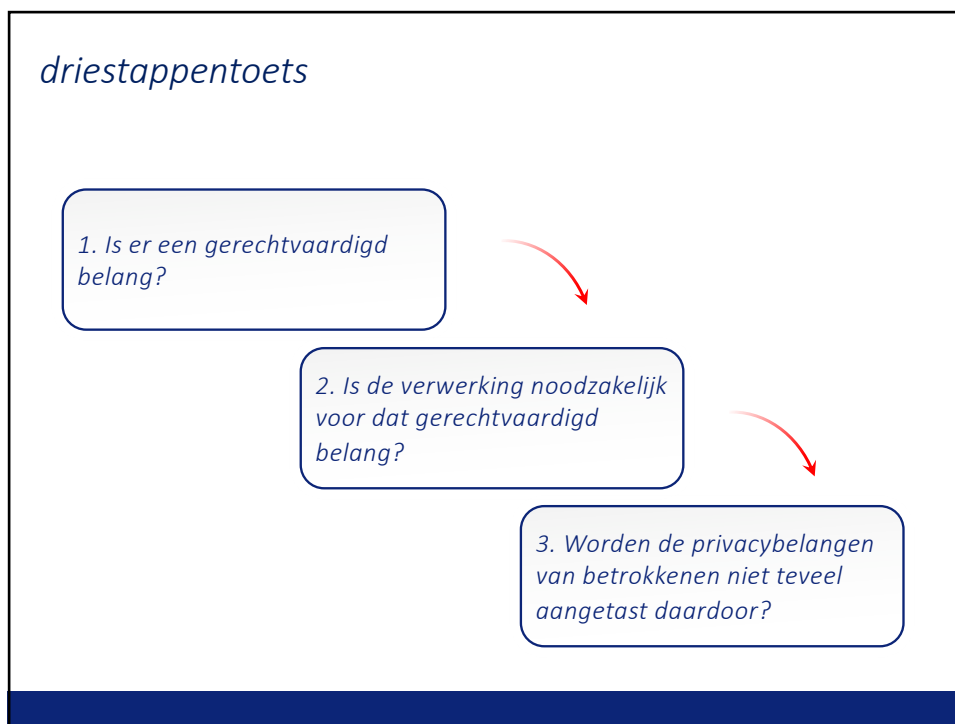 driestappentoets
1. Is er een gerechtvaardigd
belang?
2. Is de verwerking noodzakelijk
voor dat gerechtvaardigd
belang?
3. Worden de privacybelangen
van betrokkenen niet teveel
aangetast daardoor?